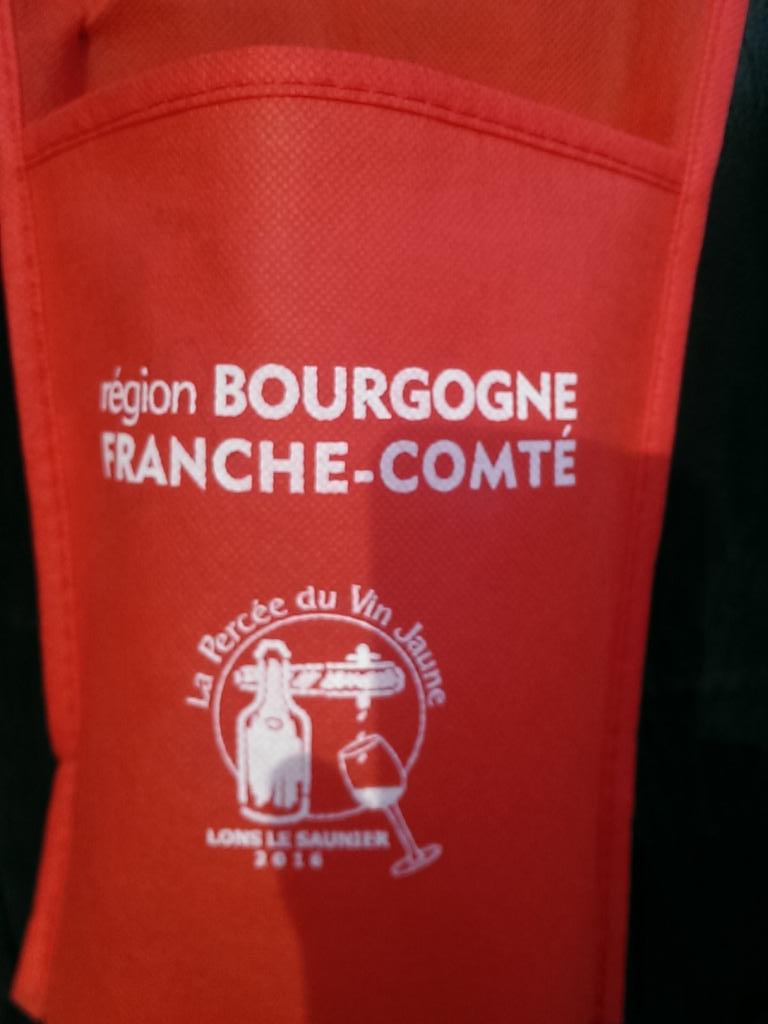 région BOURGOGNE
FRANCHE-COMTÉ
La Percée du Vin Jaune
LONS LE SAUNIER
2016